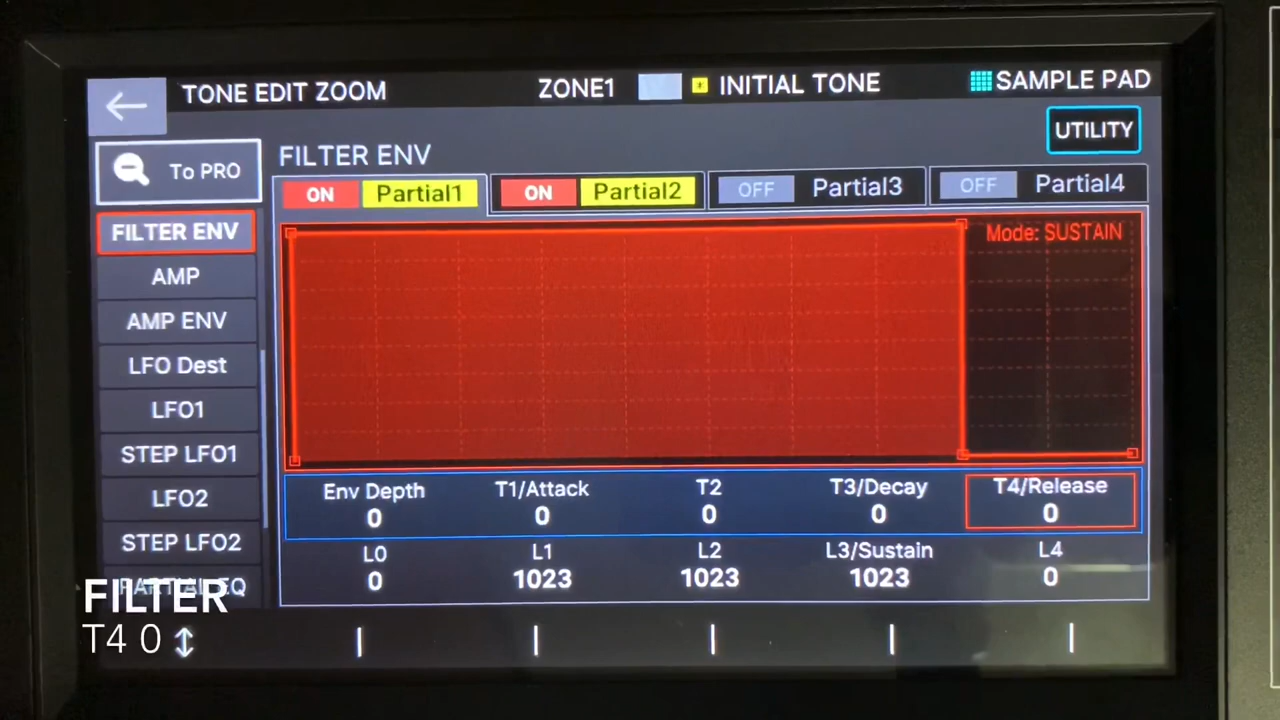 TONE EDIT ZOOM ZONE1 INITIAL TONE SAMPLE PAD
UTILITY
To PRO
FILTER ENV
ON Partial1 ON Partial2 OFF Partial3 OFF Partial4
Mode: SUSTAIN
FILTER ENV
AMP
AMP ENV
LFO Dest
LFO1
STEP LFO1
LFO2
STEP LFO2
PARTIAL EQ
Env Depth T1/Attack T2 T3/Decay T4/Release
0 0 0 0 0
L0 L1 L2 L3/Sustain L4
0 1023 1023 1023 0
FILTER
T4 0 ↕